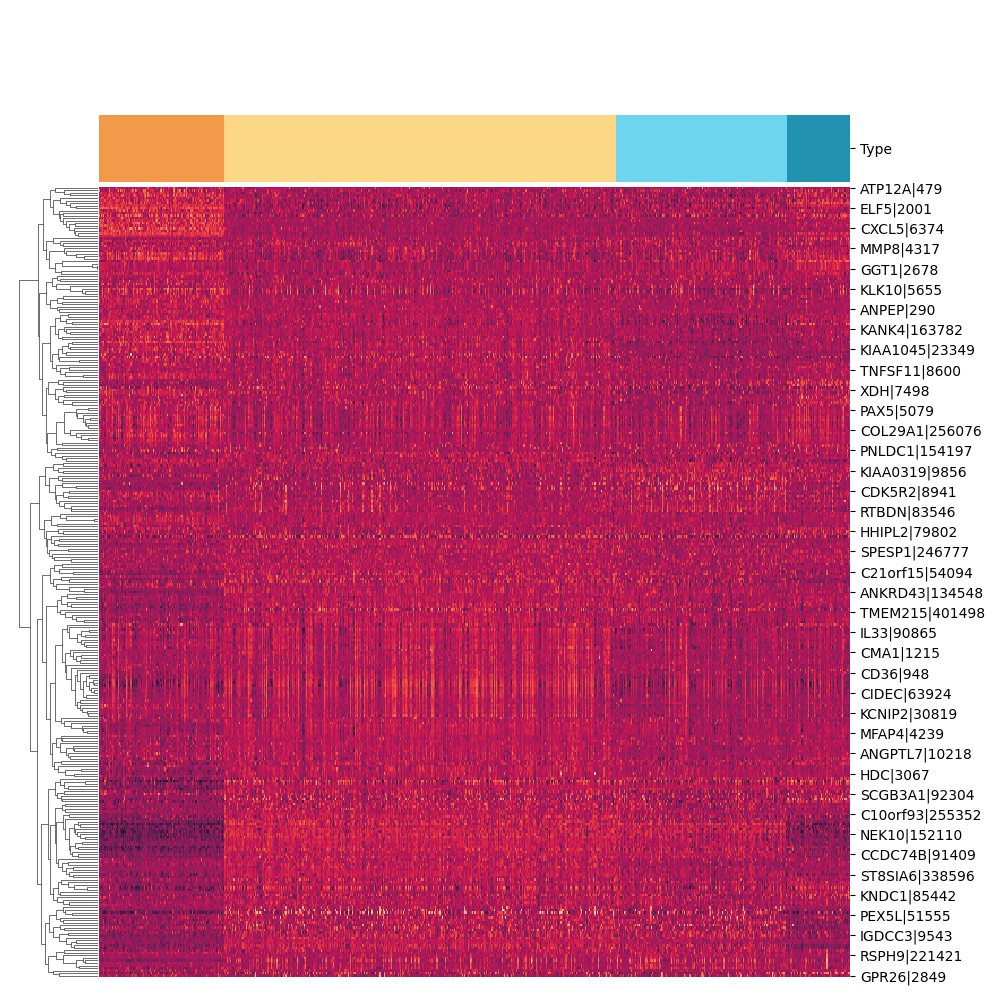 Type
ATP12A|479
ELF5|2001
CXCL5|6374
MMP8|4317
GGT1|2678
KLK10|5655
ANPEP|290
KANK4|163782
KIAA1045|23349
TNFSF11|8600
XDH|7498
PAX5|5079
COL29A1|256076
PNLDC1|154197
KIAA0319|9856
CDK5R2|8941
RTBDN|83546
HHIPL2|79802
SPESP1|246777
C21orf15|54094
ANKRD43|134548
TMEM215|401498
IL33|90865
CMA1|1215
CD36|948
CIDEC|63924
KCNIP2|30819
MFAP4|4239
ANGPTL7|10218
HDC|3067
SCGB3A1|92304
C10orf93|255352
NEK10|152110
CCDC74B|91409
ST8SIA6|338596
KNDC1|85442
PEX5L|51555
IGDCC3|9543
RSPH9|221421
GPR26|2849